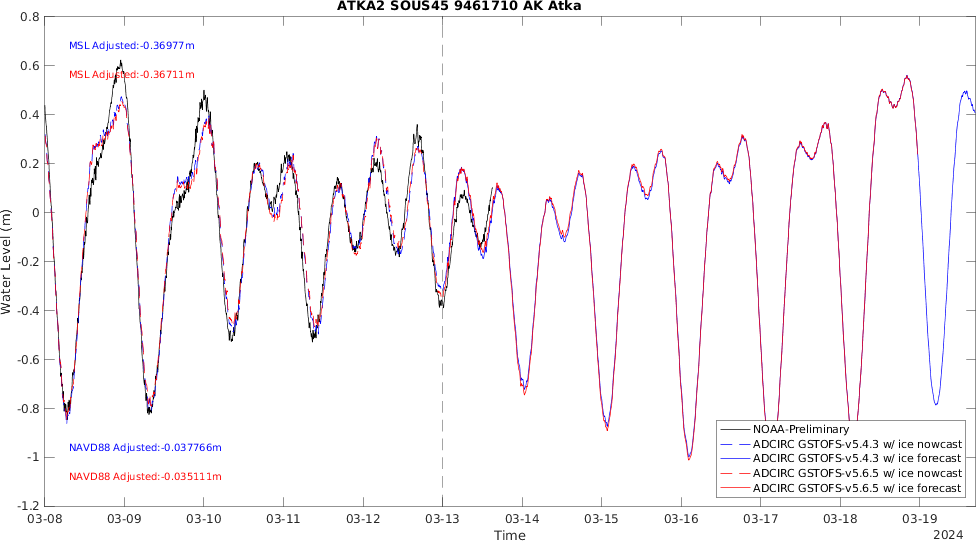 ATKA2 SOUS45 9461710 AK Atka
0.8
0.6
0.4
0.2
0
-0.2
-0.4
-0.6
-0.8
-1
-1.2
Water Level (m)
MSL Adjusted:-0.36977m
MSL Adjusted:-0.36711m
NAVD88 Adjusted:-0.037766m
NAVD88 Adjusted:-0.035111m
NOAA-Preliminary
ADCIRC GSTOFS-v5.4.3 w/ ice nowcast
ADCIRC GSTOFS-v5.4.3 w/ ice forecast
ADCIRC GSTOFS-v5.6.5 w/ ice nowcast
ADCIRC GSTOFS-v5.6.5 w/ ice forecast
03-08 03-09 03-10 03-11 03-12 03-13 03-14 03-15 03-16 03-17 03-18 03-19
Time
2024